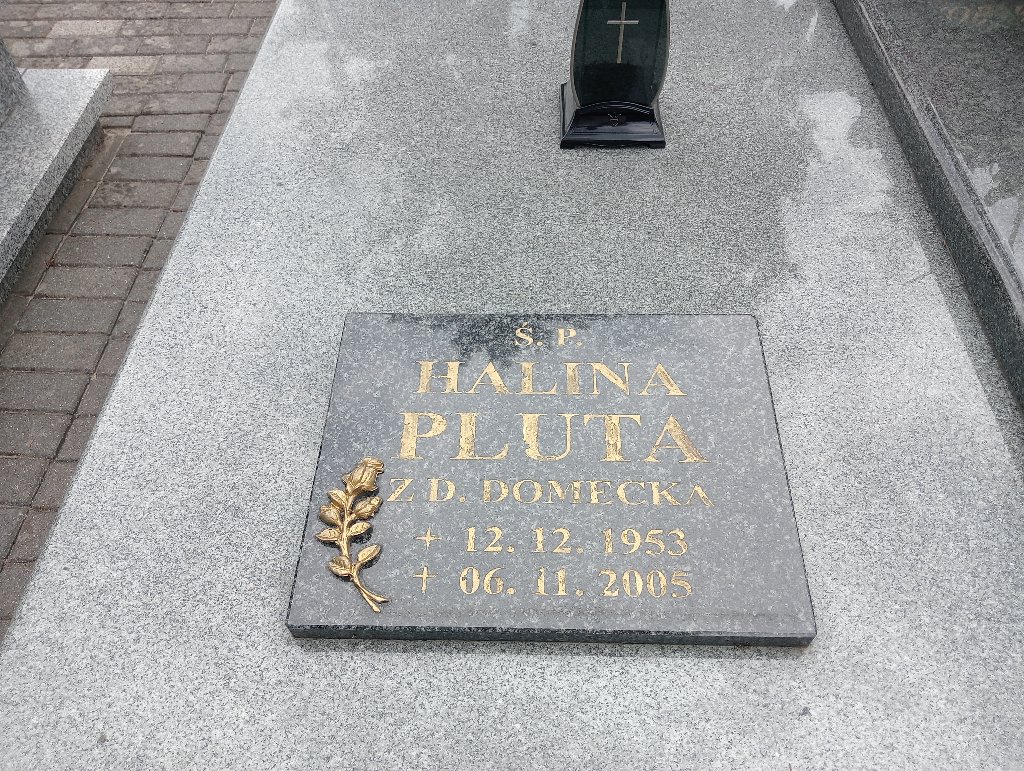 Ś. P.
HALINA
PLUTA
Z D. DOMECKA
+ 12. 12. 1953
+ 06. 11. 2005